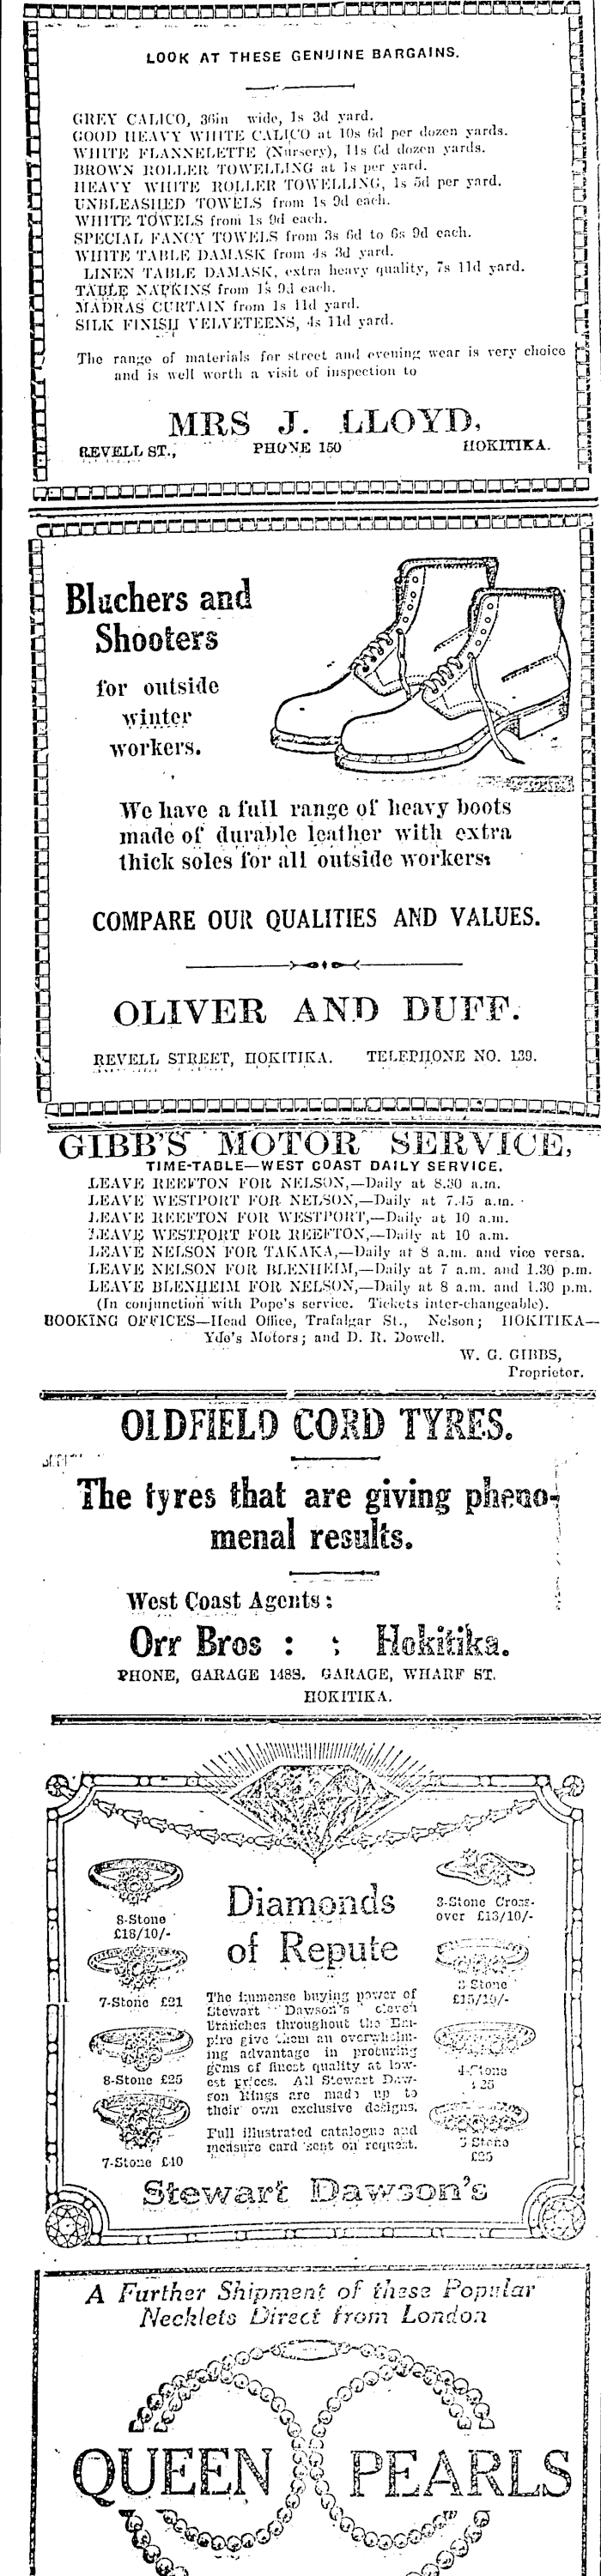 LOOK AT THESE GENUINE BARGAINS.
GREY CALICO, 36in wide, 1s 3d yard.
GOOD HEAVY WHITE CALICO at 10s 6d per dozen yards.
WHITE FLANNELETTE (Nursery), 11s 6d dozen yards.
BROWN ROLLER TOWELLING at 1s per yard.
HEAVY WHITE ROLLER TOWELLING, 1s 5d per yard.
UNBLEASHED TOWELS from 1s 9d each.
WHITE TOWELS from 1s 9d each.
SPECIAL FANCY TOWELS from 3s 6d to 6s 9d each.
WHITE TABLE DAMASK from 4s 3d yard.
LINEN TABLE DAMASK, extra heavy quality, 7s 11d yard.
TABLE NAPKINS from 1s 9d each.
MADRAS CURTAIN from 1s 11d yard.
SILK FINISH VELVETEENS, 4s 11d yard.
The range of materials for street and evening wear is very choice
and is well worth a visit of inspection to
MRS J. LLOYD,
REVELL ST., PHONE 150 HOKITIKA.
Bluchers and
Shooters
for outside
winter
workers.
We have a full range of heavy boots
made of durable leather with extra
thick soles for all outside workers.
COMPARE OUR QUALITIES AND VALUES.
OLIVER AND DUFF.
REVELL STREET, HOKITIKA. TELEPHONE NO. 139.
GIBB'S MOTOR SERVICE,
TIME-TABLE—WEST COAST DAILY SERVICE.
LEAVE REEFTON FOR NELSON,—Daily at 8.30 a.m.
LEAVE WESTPORT FOR NELSON,—Daily at 7.45 a.m.
LEAVE REEFTON FOR WESTPORT,—Daily at 10 a.m.
LEAVE WESTPORT FOR REEFTON,—Daily at 10 a.m.
LEAVE NELSON FOR TAKAKA,—Daily at 8 a.m. and vice versa.
LEAVE NELSON FOR BLENHEIM,—Daily at 7 a.m. and 1.30 p.m.
LEAVE BLENHEIM FOR NELSON,—Daily at 8 a.m. and 1.30 p.m.
(In conjunction with Pope's service. Tickets inter-changeable).
BOOKING OFFICES—Head Office, Trafalgar St., Nelson; HOKITIKA—
Yde's Motors; and D. R. Dowell.
W. G. GIBBS,
Proprietor.
OLDFIELD CORD TYRES.
The tyres that are giving pheno-
menal results.
West Coast Agents:
Orr Bros : : Hokitika.
PHONE, GARAGE 148S. GARAGE, WHARF ST.
HOKITIKA.
Diamonds
of Repute
8-Stone
£18/10/-
7-Stone £21
8-Stone £25
7-Stone £40
3-Stone Cross-
over £13/10/-
3 Stone
£15/10/-
4-Stone
£25
5 Stone
£25
The immense buying power of
Stewart Dawson's eleven
branches throughout the Em-
pire give them an overwhelm-
ing advantage in procuring
gems of finest quality at low-
est prices. All Stewart Daw-
son Rings are made up to
their own exclusive designs.
Full illustrated catalogue and
measure card sent on request.
Stewart Dawson's
A Further Shipment of these Popular
Necklets Direct from London
QUEEN PEARLS